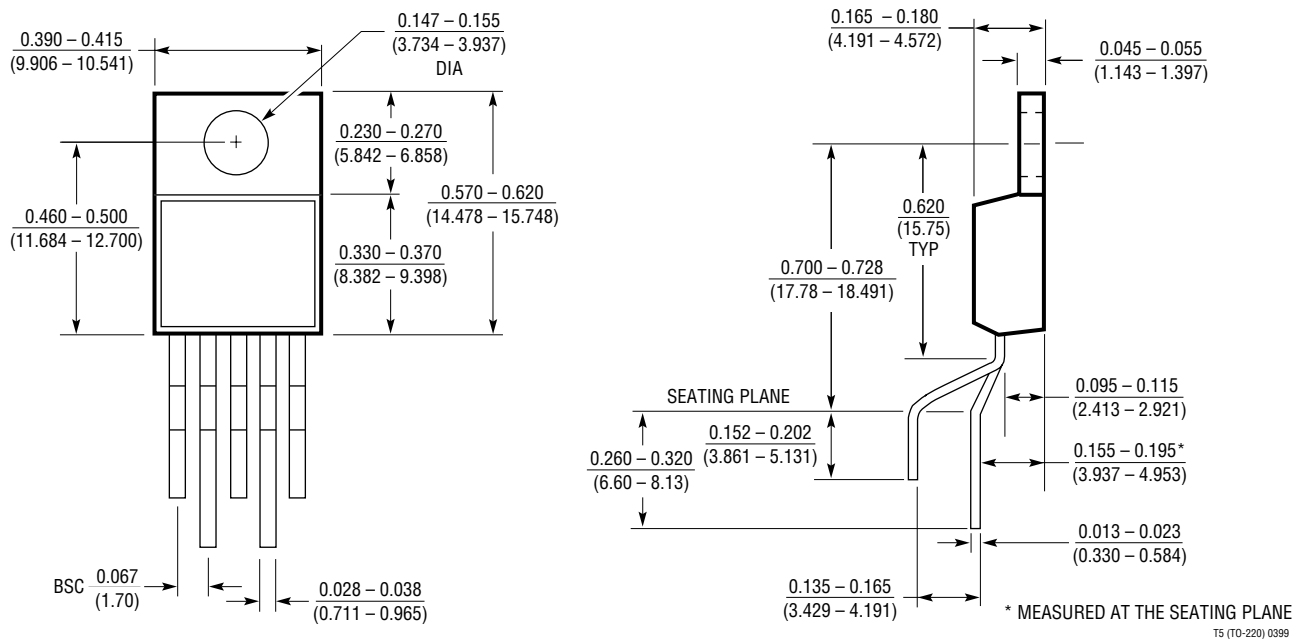 0.390 – 0.415
(9.906 – 10.541)
0.147 – 0.155
(3.734 – 3.937)
DIA
0.230 – 0.270
(5.842 – 6.858)
0.570 – 0.620
(14.478 – 15.748)
0.460 – 0.500
(11.684 – 12.700)
0.330 – 0.370
(8.382 – 9.398)
BSC
0.067
(1.70)
0.028 – 0.038
(0.711 – 0.965)
0.165 – 0.180
(4.191 – 4.572)
0.045 – 0.055
(1.143 – 1.397)
0.620
(15.75)
TYP
0.700 – 0.728
(17.78 – 18.491)
SEATING PLANE
0.152 – 0.202
(3.861 – 5.131)
0.260 – 0.320
(6.60 – 8.13)
0.095 – 0.115
(2.413 – 2.921)
0.155 – 0.195*
(3.937 – 4.953)
0.013 – 0.023
(0.330 – 0.584)
0.135 – 0.165
(3.429 – 4.191)
* MEASURED AT THE SEATING PLANE
T5 (TO-220) 0399